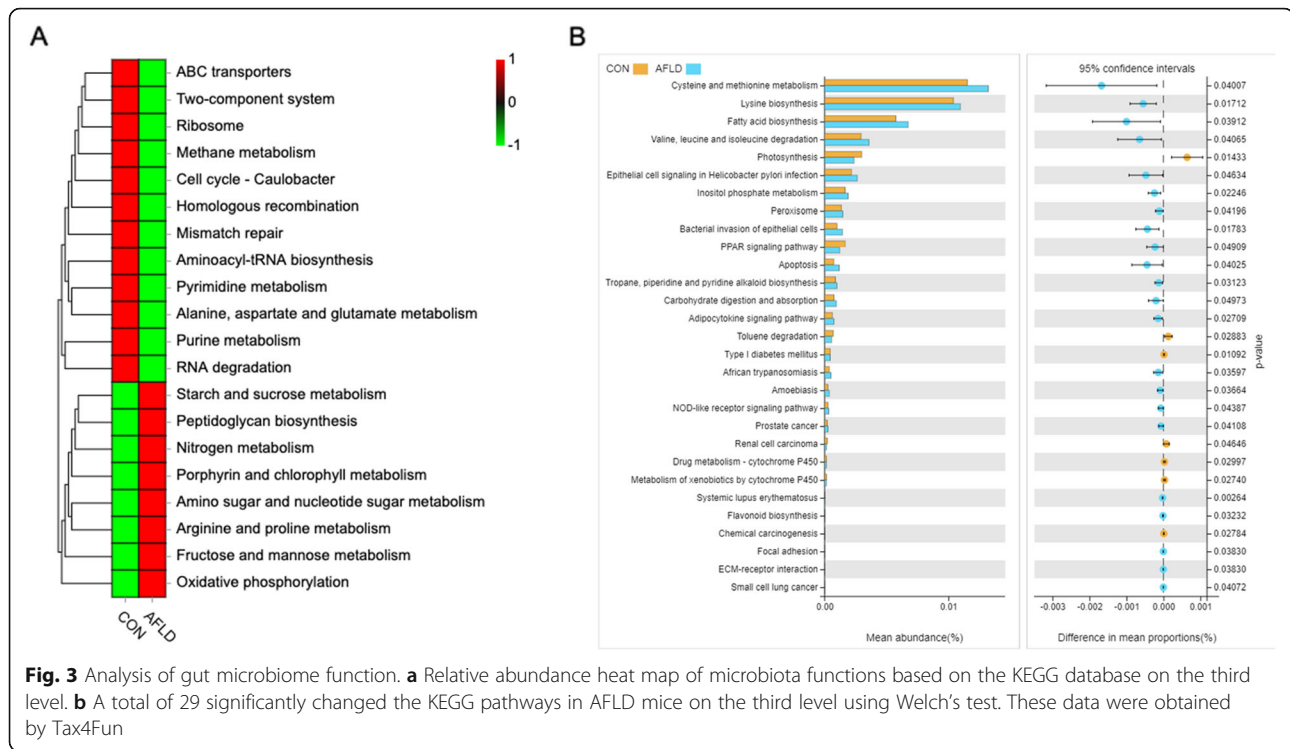 A
ABC transporters
Two-component system
Ribosome
Methane metabolism
Cell cycle - Caulobacter
Homologous recombination
Mismatch repair
Aminoacyl-tRNA biosynthesis
Pyrimidine metabolism
Alanine, aspartate and glutamate metabolism
Purine metabolism
RNA degradation
Starch and sucrose metabolism
Peptidoglycan biosynthesis
Nitrogen metabolism
Porphyrin and chlorophyll metabolism
Amino sugar and nucleotide sugar metabolism
Arginine and proline metabolism
Fructose and mannose metabolism
Oxidative phosphorylation
CON AFLD
1
0
-1
B
CON AFLD
95% confidence intervals
Cysteine and methionine metabolism 0.04007
Lysine biosynthesis 0.01712
Fatty acid biosynthesis 0.03912
Valine, leucine and isoleucine degradation 0.04065
Photosynthesis 0.01433
Epithelial cell signaling in Helicobacter pylori infection 0.04634
Inositol phosphate metabolism 0.02246
Peroxisome 0.04196
Bacterial invasion of epithelial cells 0.01783
PPAR signaling pathway 0.04909
Apoptosis 0.04025
Tropane, piperidine and pyridine alkaloid biosynthesis 0.03123
Carbohydrate digestion and absorption 0.04973
Adipocytokine signaling pathway 0.02709
Toluene degradation 0.02883
Type I diabetes mellitus 0.01092
African trypanosomiasis 0.03597
Amoebiasis 0.03664
NOD-like receptor signaling pathway 0.04387
Prostate cancer 0.04108
Renal cell carcinoma 0.04646
Drug metabolism - cytochrome P450 0.02997
Metabolism of xenobiotics by cytochrome P450 0.02740
Systemic lupus erythematosus 0.00264
Flavonoid biosynthesis 0.03232
Chemical carcinogenesis 0.02784
Focal adhesion 0.03830
ECM-receptor interaction 0.03830
Small cell lung cancer 0.04072
p-value
0.00 0.01
-0.003 -0.002 -0.001 0.000 0.001
Mean abundance(%)
Difference in mean proportions(%)
Fig. 3 Analysis of gut microbiome function. a Relative abundance heat map of microbiota functions based on the KEGG database on the third
level. b A total of 29 significantly changed the KEGG pathways in AFLD mice on the third level using Welch's test. These data were obtained
by Tax4Fun